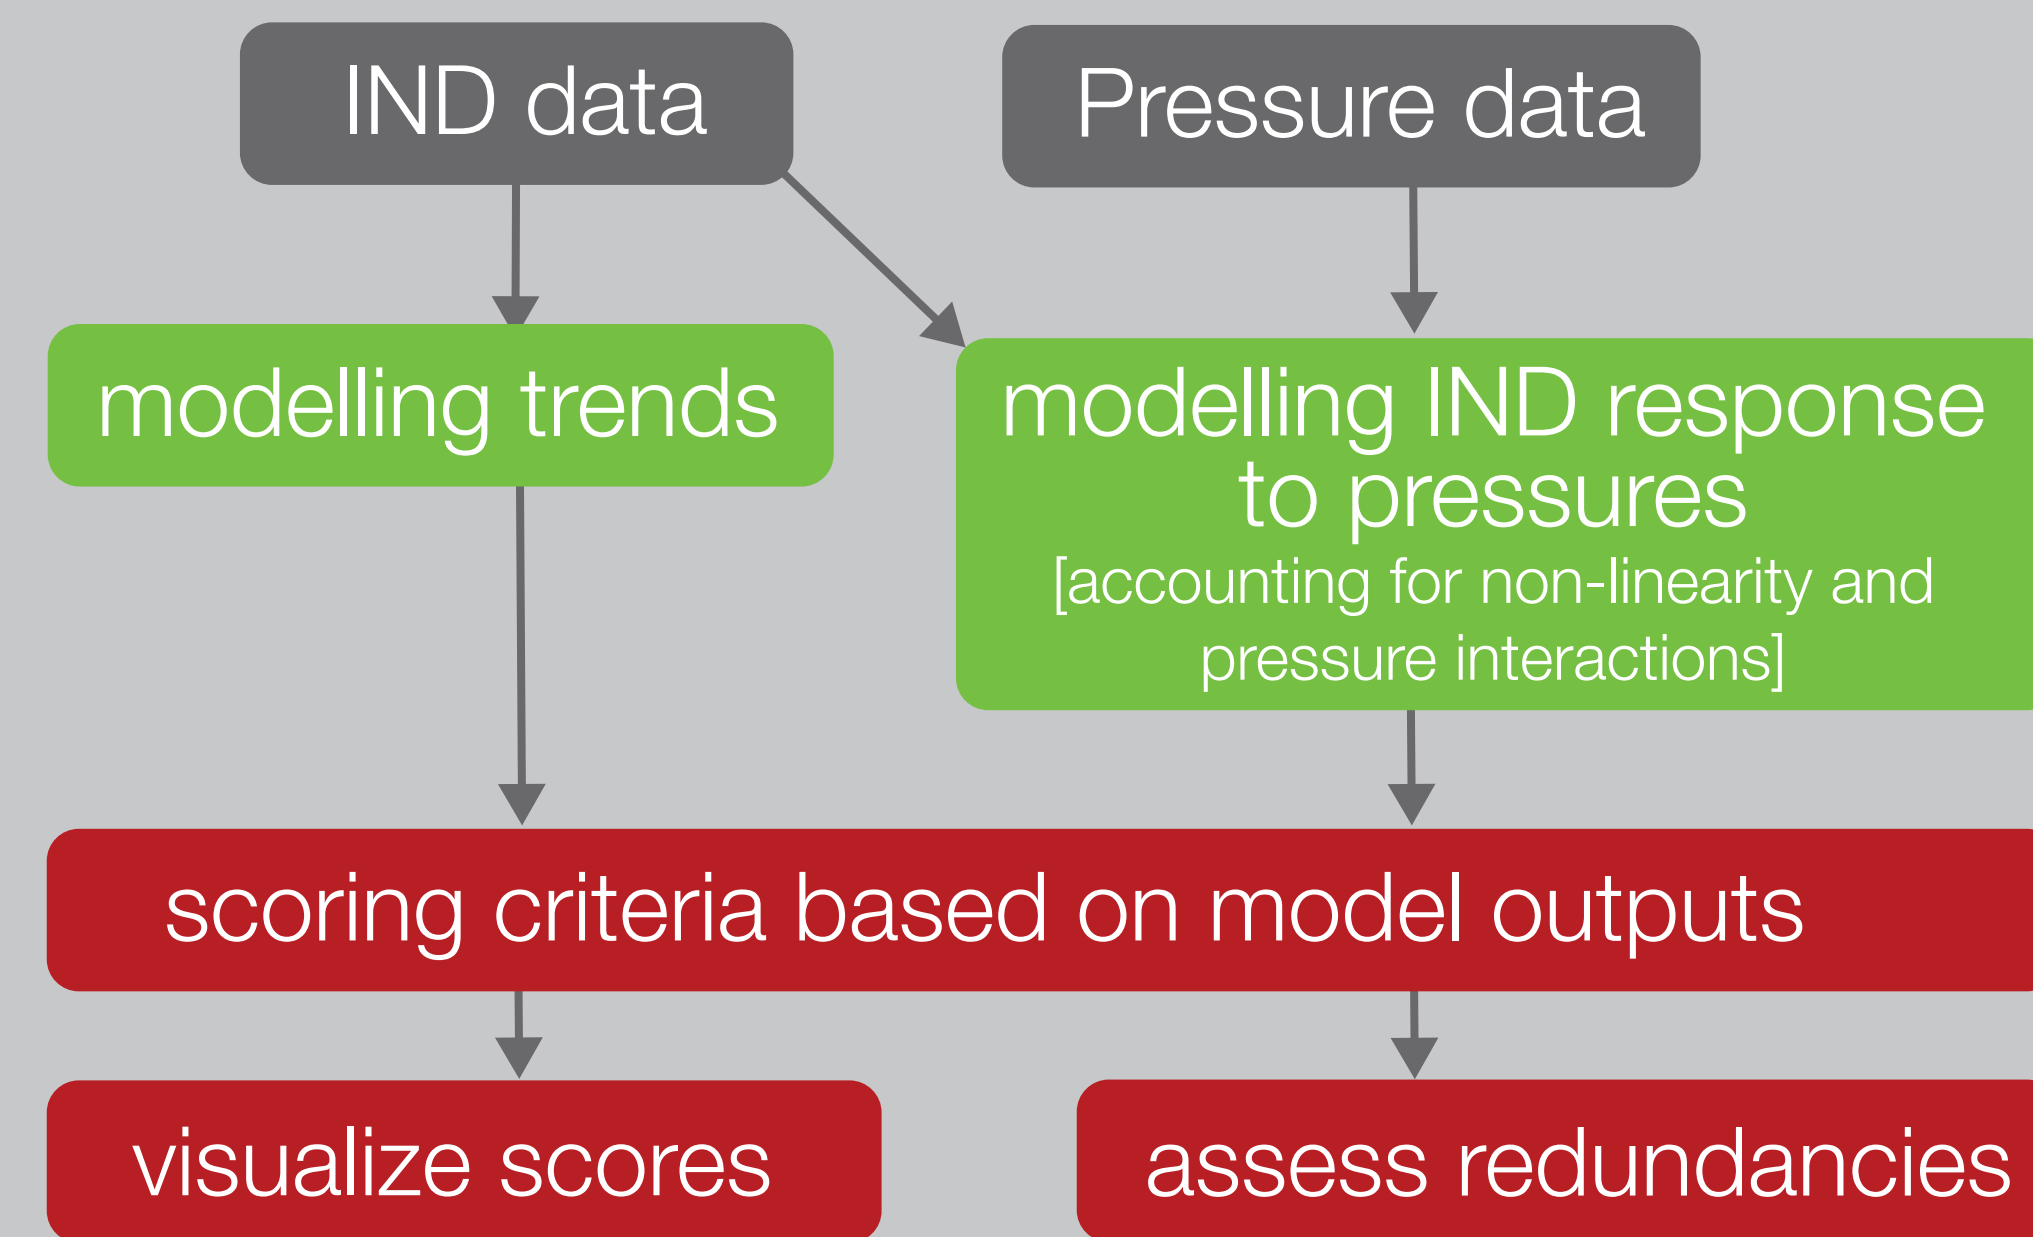 IND data
Pressure data
modelling trends
modelling IND response
to pressures
[accounting for non-linearity and
pressure interactions]
scoring criteria based on model outputs
visualize scores
assess redundancies